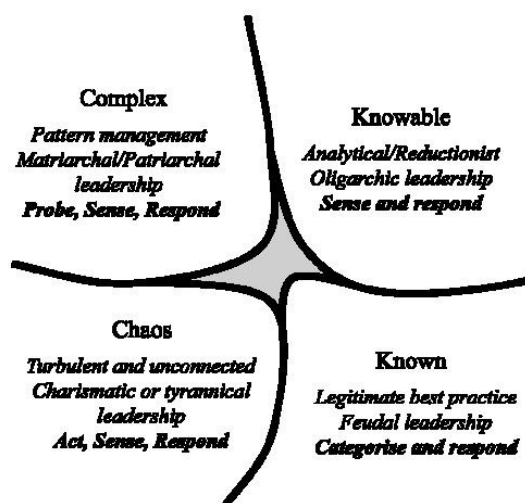 Complex
Pattern management
Matriarchal/Patriarchal
leadership
Probe, Sense, Respond
Knowable
Analytical/Reductionist
Oligarchic leadership
Sense and respond
Chaos
Turbulent and unconnected
Charismatic or tyrannical
leadership
Act, Sense, Respond
Known
Legitimate best practice
Feudal leadership
Categorise and respond